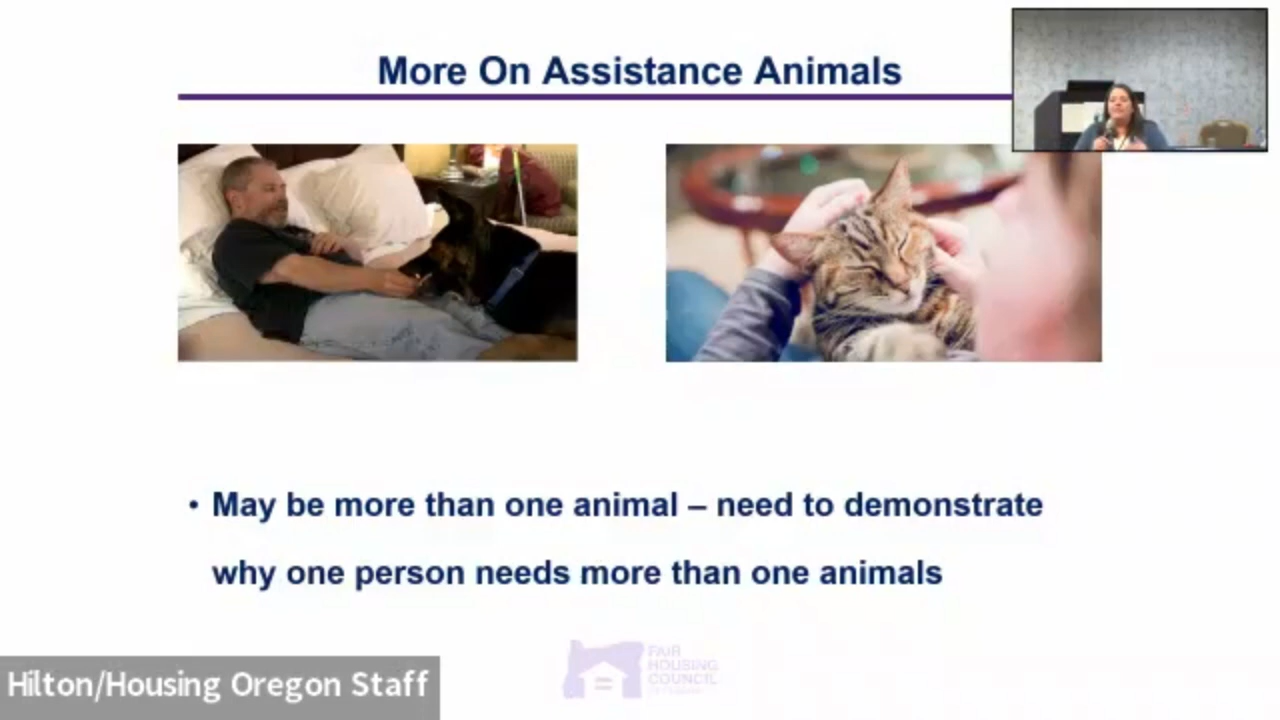 More On Assistance Animals
• May be more than one animal – need to demonstrate
why one person needs more than one animals
FAIR
HOUSING
COUNCIL
Hilton/Housing Oregon Staff